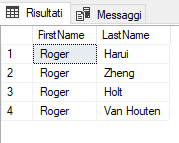 Risultati Messaggi
FirstName LastName
1 Roger Harui
2 Roger Zheng
3 Roger Holt
4 Roger Van Houten